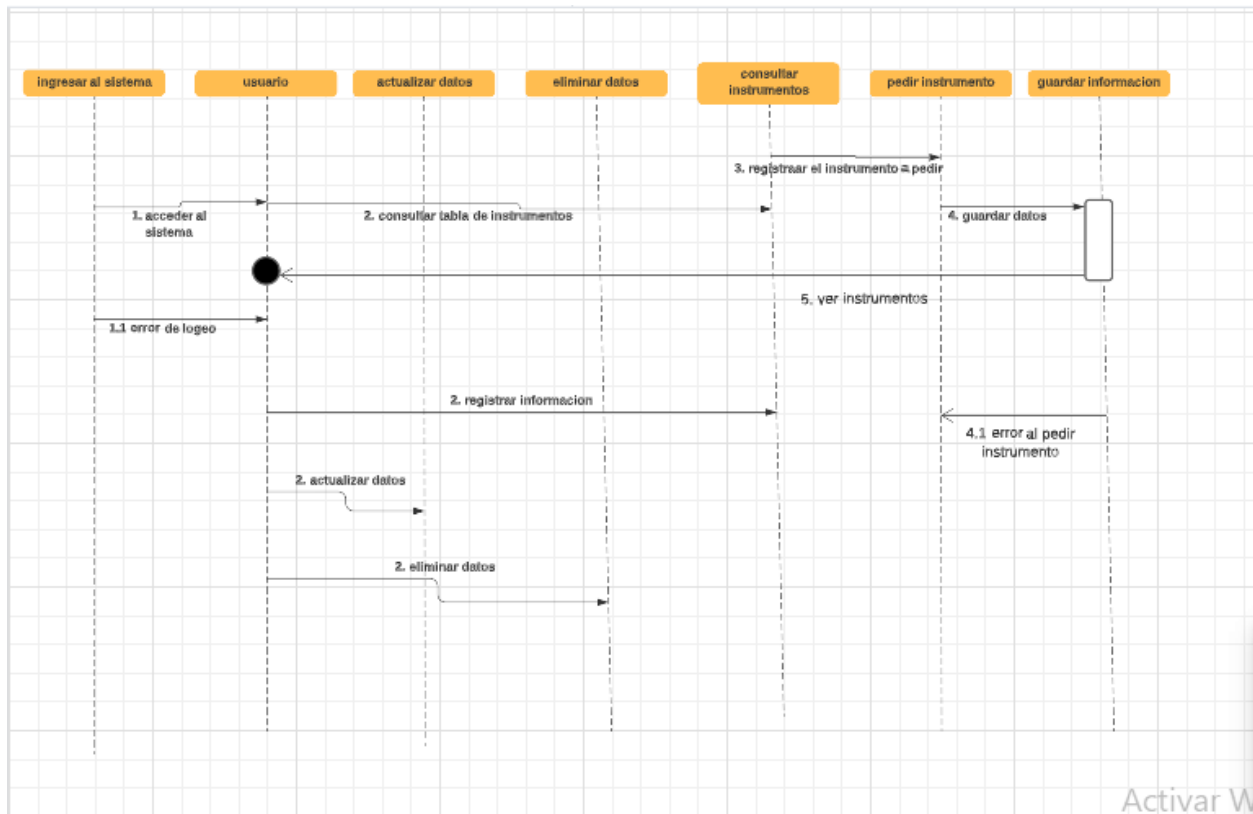 ingresar al sistema
usuario
actualizar datos
eliminar datos
consultar
instrumentos
pedir instrumento
guardar informacion
3. registraar el instrumento a pedir
1. acceder al
sistema
2. consultar tabla de instrumentos
4. guardar datos
5. ver instrumentos
1.1 error de logeo
2. registrar informacion
4.1 error al pedir
instrumento
2. actualizar datos
2. eliminar datos
Activar W